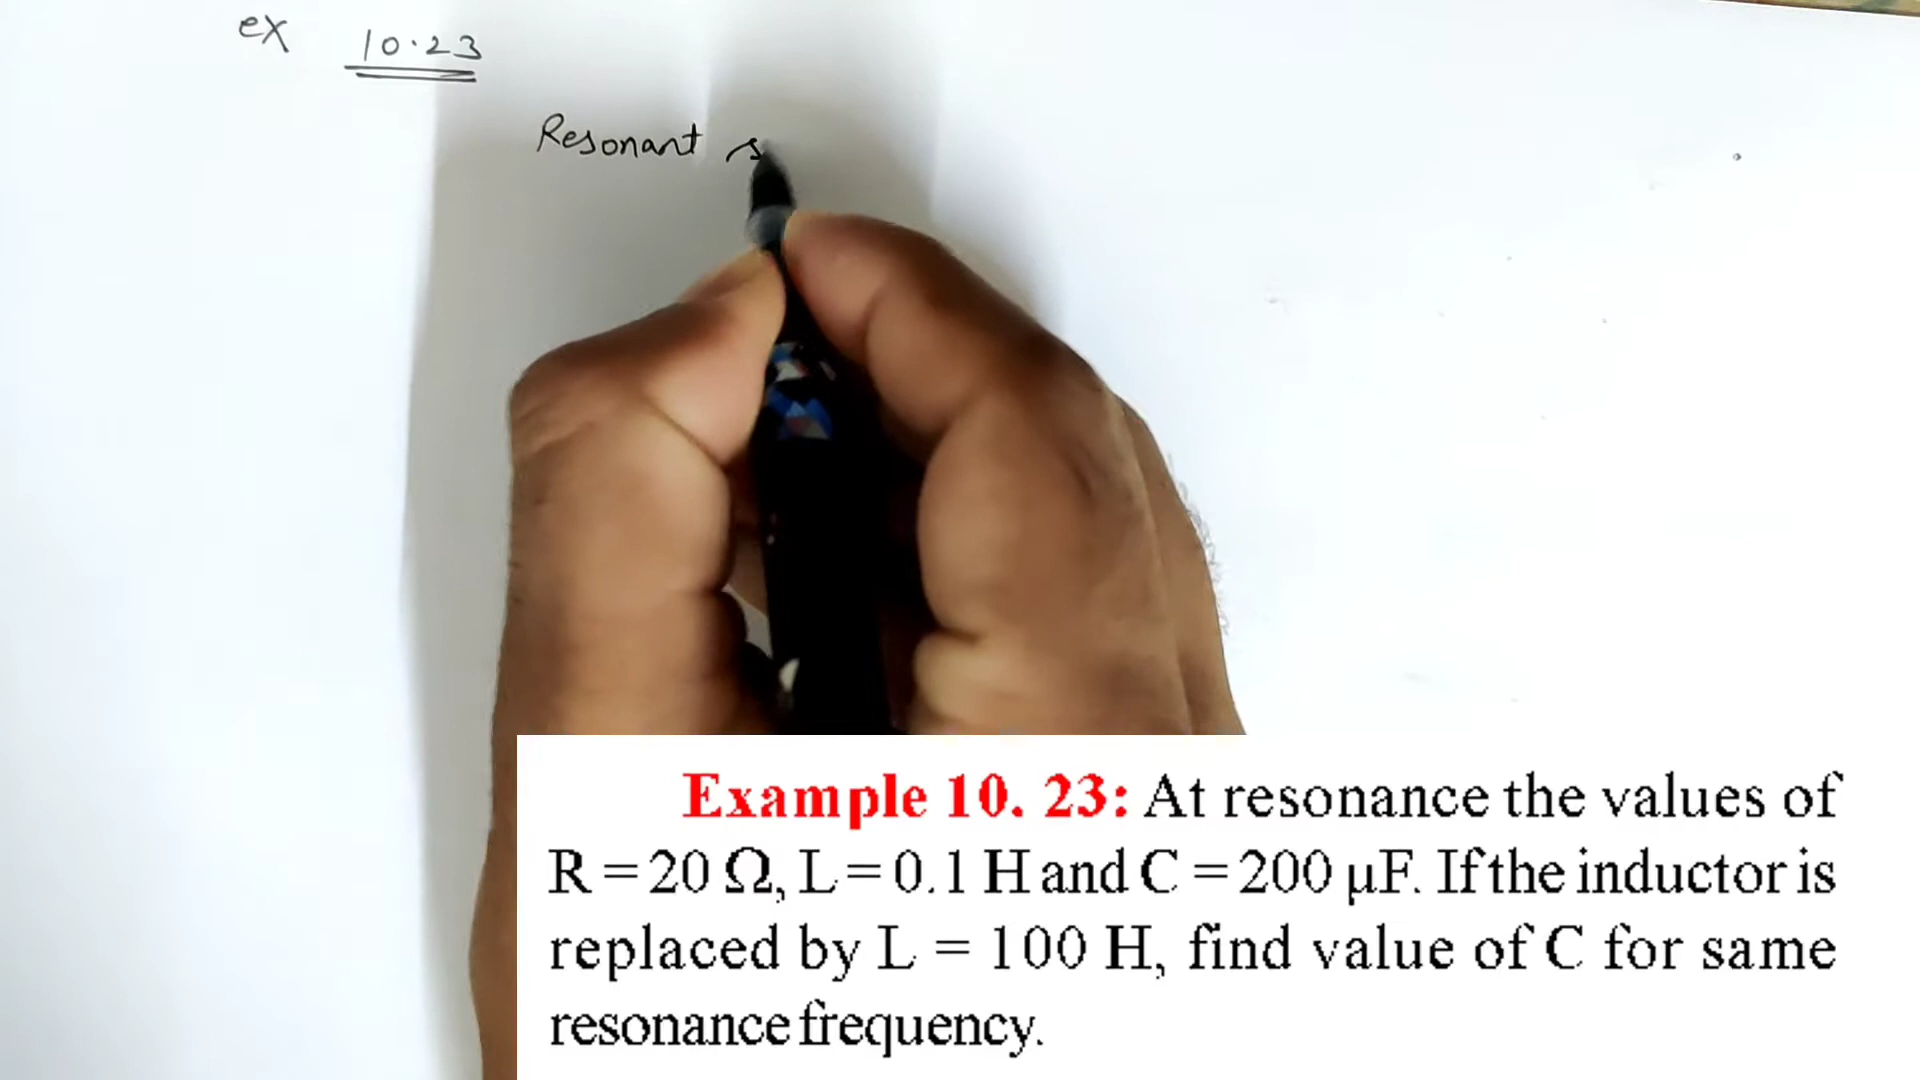 ex 10.23
Resonant
Example 10. 23: At resonance the values of
R = 20 Ω, L = 0.1 H and C = 200 µF. If the inductor is
replaced by L = 100 H, find value of C for same
resonance frequency.